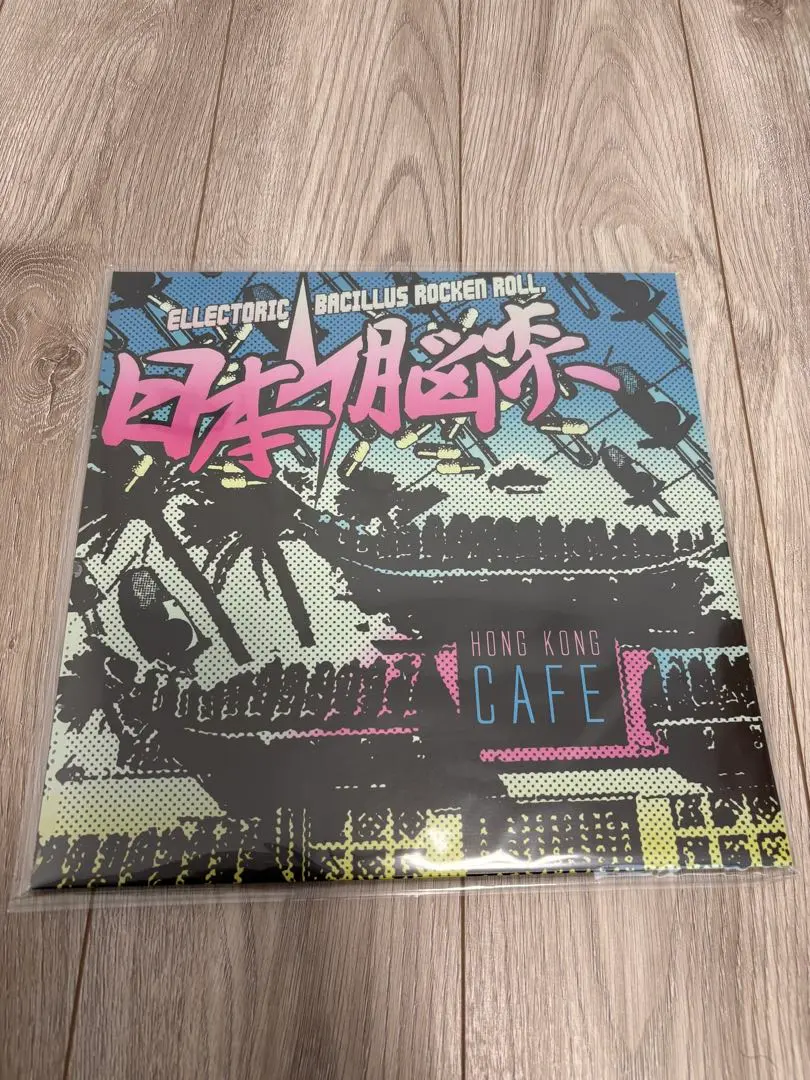 ELLECTORIC BACILLUS ROCKEN ROLL.
日本脳炎
HONG KONG
CAFE